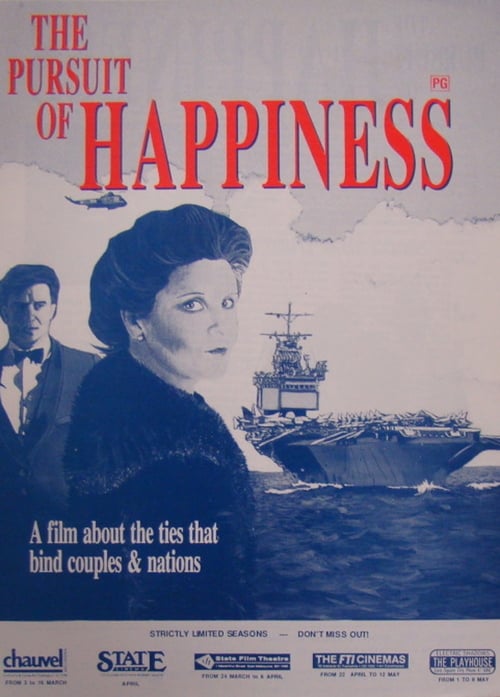 THE
PURSUIT
OF HAPPINESS
PG
A film about the ties that
bind couples & nations
STRICTLY LIMITED SEASONS — DON'T MISS OUT!
chauvel
FROM 3 to 16 MARCH
STATE
CINEMA
APRIL
State Film Theatre
FROM 24 MARCH to 6 APRIL
THE FTI CINEMAS
FROM 22 APRIL TO 12 MAY
ELECTRIC SHADOWS
THE PLAYHOUSE
FROM 1 TO 8 MAY